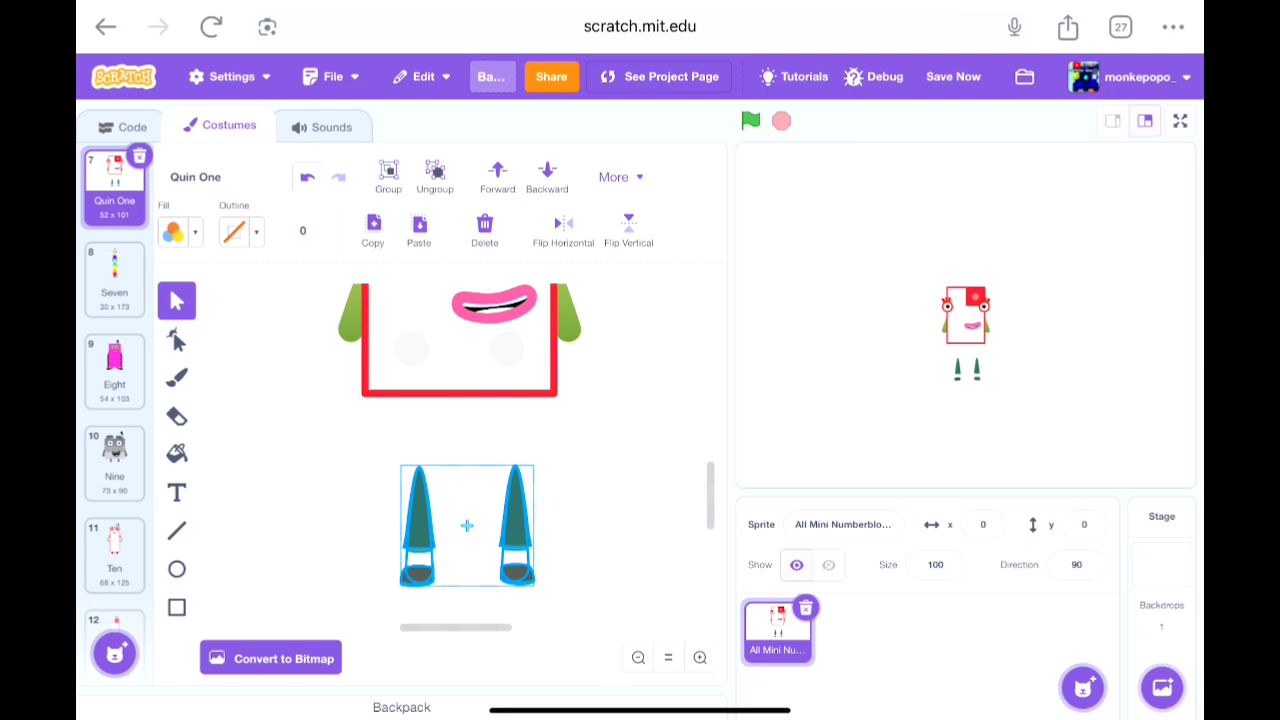 scratch.mit.edu
27
SCRATCH
Settings
File
Edit
Ba...
Share
See Project Page
Tutorials
Debug
Save Now
monkepopo_
Code
Costumes
Sounds
7
Quin One
52 x 101
8
Seven
30 x 173
9
Eight
54 x 103
10
Nine
73 x 90
11
Ten
68 x 125
12
Quin One
Group
Ungroup
Forward
Backward
More
Fill
Outline
0
Copy
Paste
Delete
Flip Horizontal
Flip Vertical
T
Convert to Bitmap
Backpack
Sprite
All Mini Numberblo...
x
0
y
0
Show
Size
100
Direction
90
All Mini Nu...
Stage
Backdrops
1